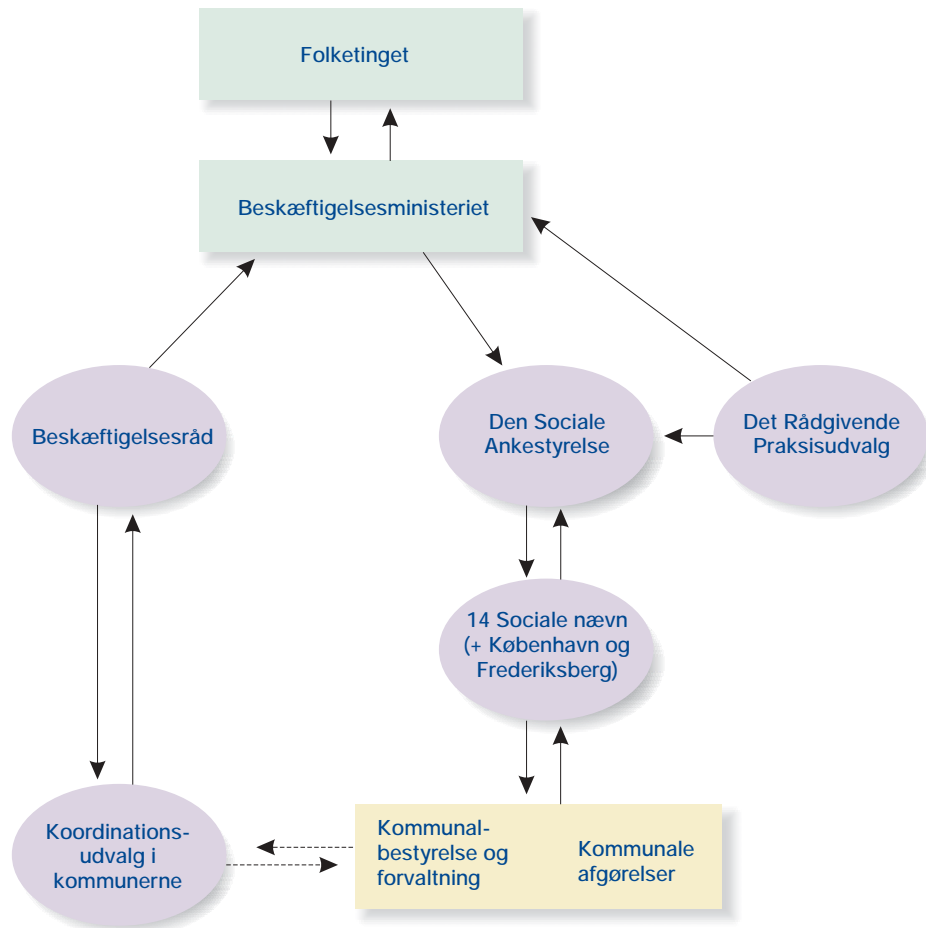 Folketinget
Beskæftigelsesministeriet
Beskæftigelsesråd
Den Sociale
Ankestyrelse
Det Rådgivende
Praksisudvalg
14 Sociale nævn
(+ København og
Frederiksberg)
Koordinations-
udvalg i
kommunerne
Kommunal-
bestyrelse og
forvaltning
Kommunale
afgørelser